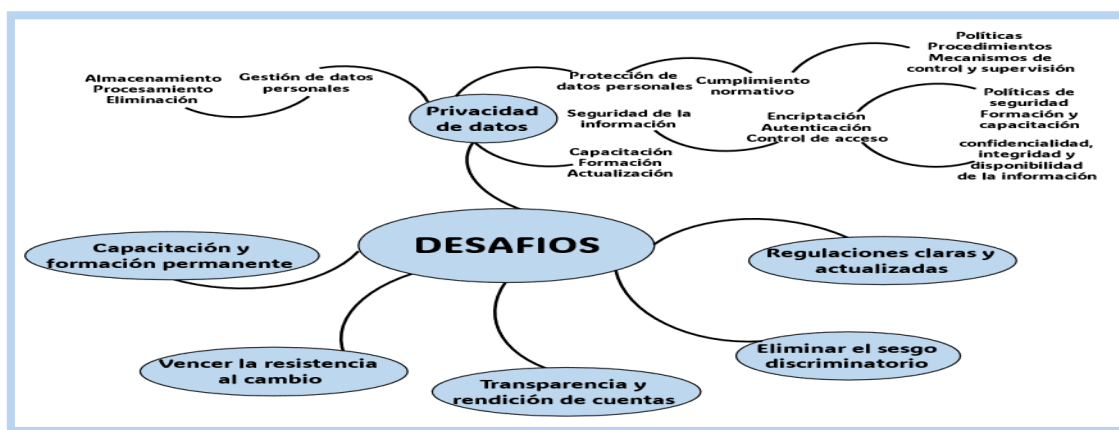 Políticas
Procedimientos
Mecanismos de
control y supervisión
Almacenamiento
Procesamiento
Eliminación
Gestión de datos
personales
Protección de
datos personales
Cumplimiento
normativo
Privacidad
de datos
Seguridad de la
información
Encriptación
Autenticación
Control de acceso
Políticas de
seguridad
Formación y
capacitación
Capacitación
Formación
Actualización
confidencialidad,
integridad y
disponibilidad
de la información
DESAFIOS
Capacitación y
formación permanente
Regulaciones claras y
actualizadas
Vencer la resistencia
al cambio
Transparencia y
rendición de cuentas
Eliminar el sesgo
discriminatorio